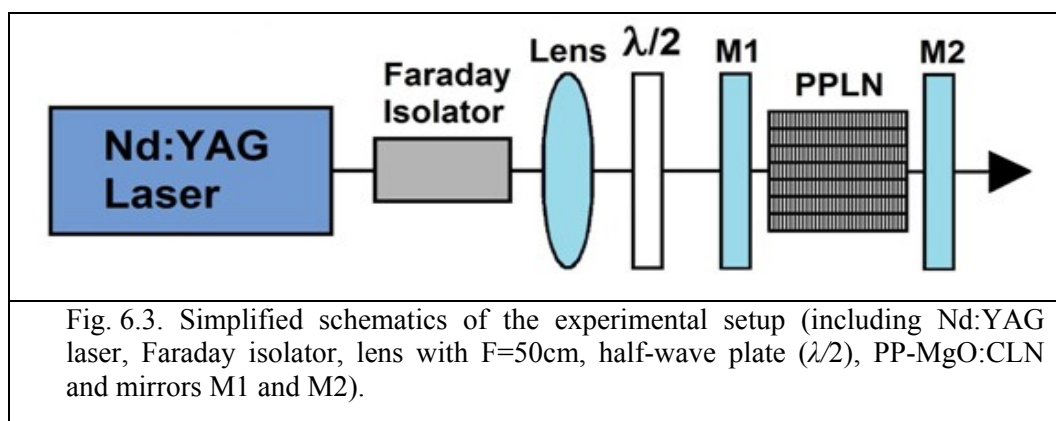 Nd:YAG
Laser
Faraday
Isolator
Lens
λ/2
M1
PPLN
M2
Fig. 6.3. Simplified schematics of the experimental setup (including Nd:YAG
laser, Faraday isolator, lens with F=50cm, half-wave plate (λ/2), PP-MgO:CLN
and mirrors M1 and M2).